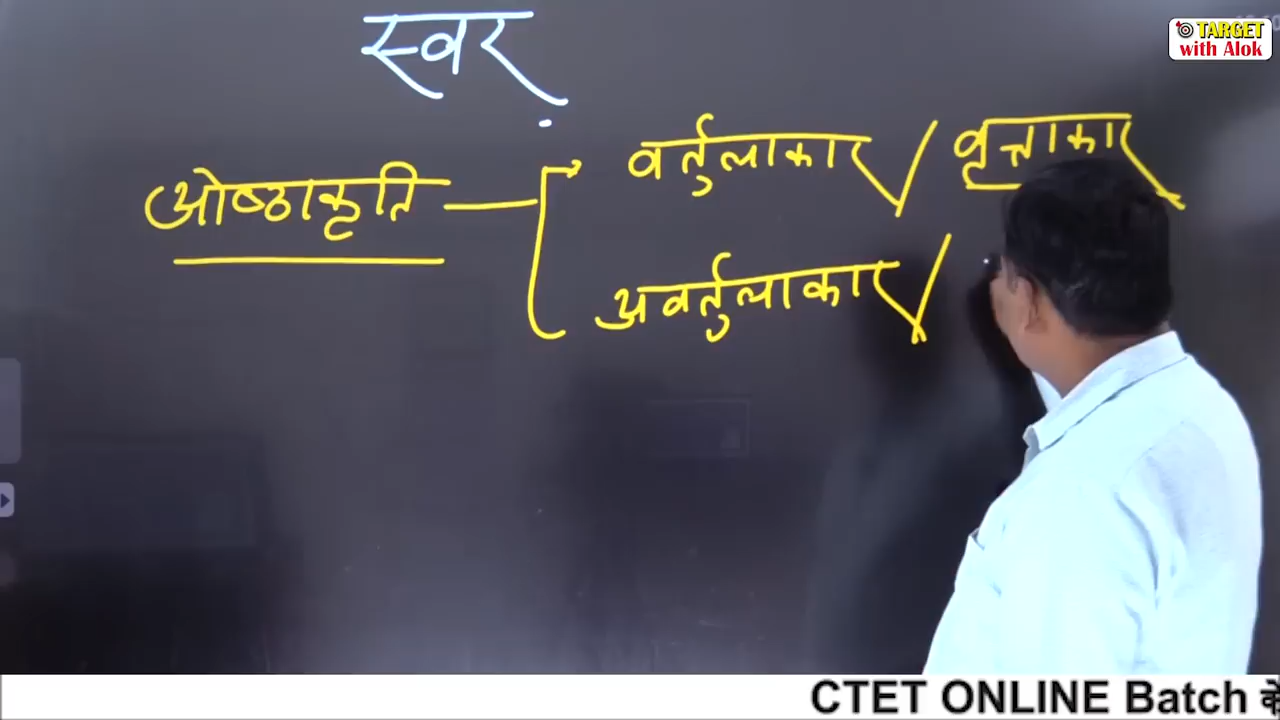 TARGET
with Alok
स्वर
ओष्ठाकृति
वर्तुलाकार / वृत्ताकार
अवर्तुलाकार /
CTET ONLINE Batch के